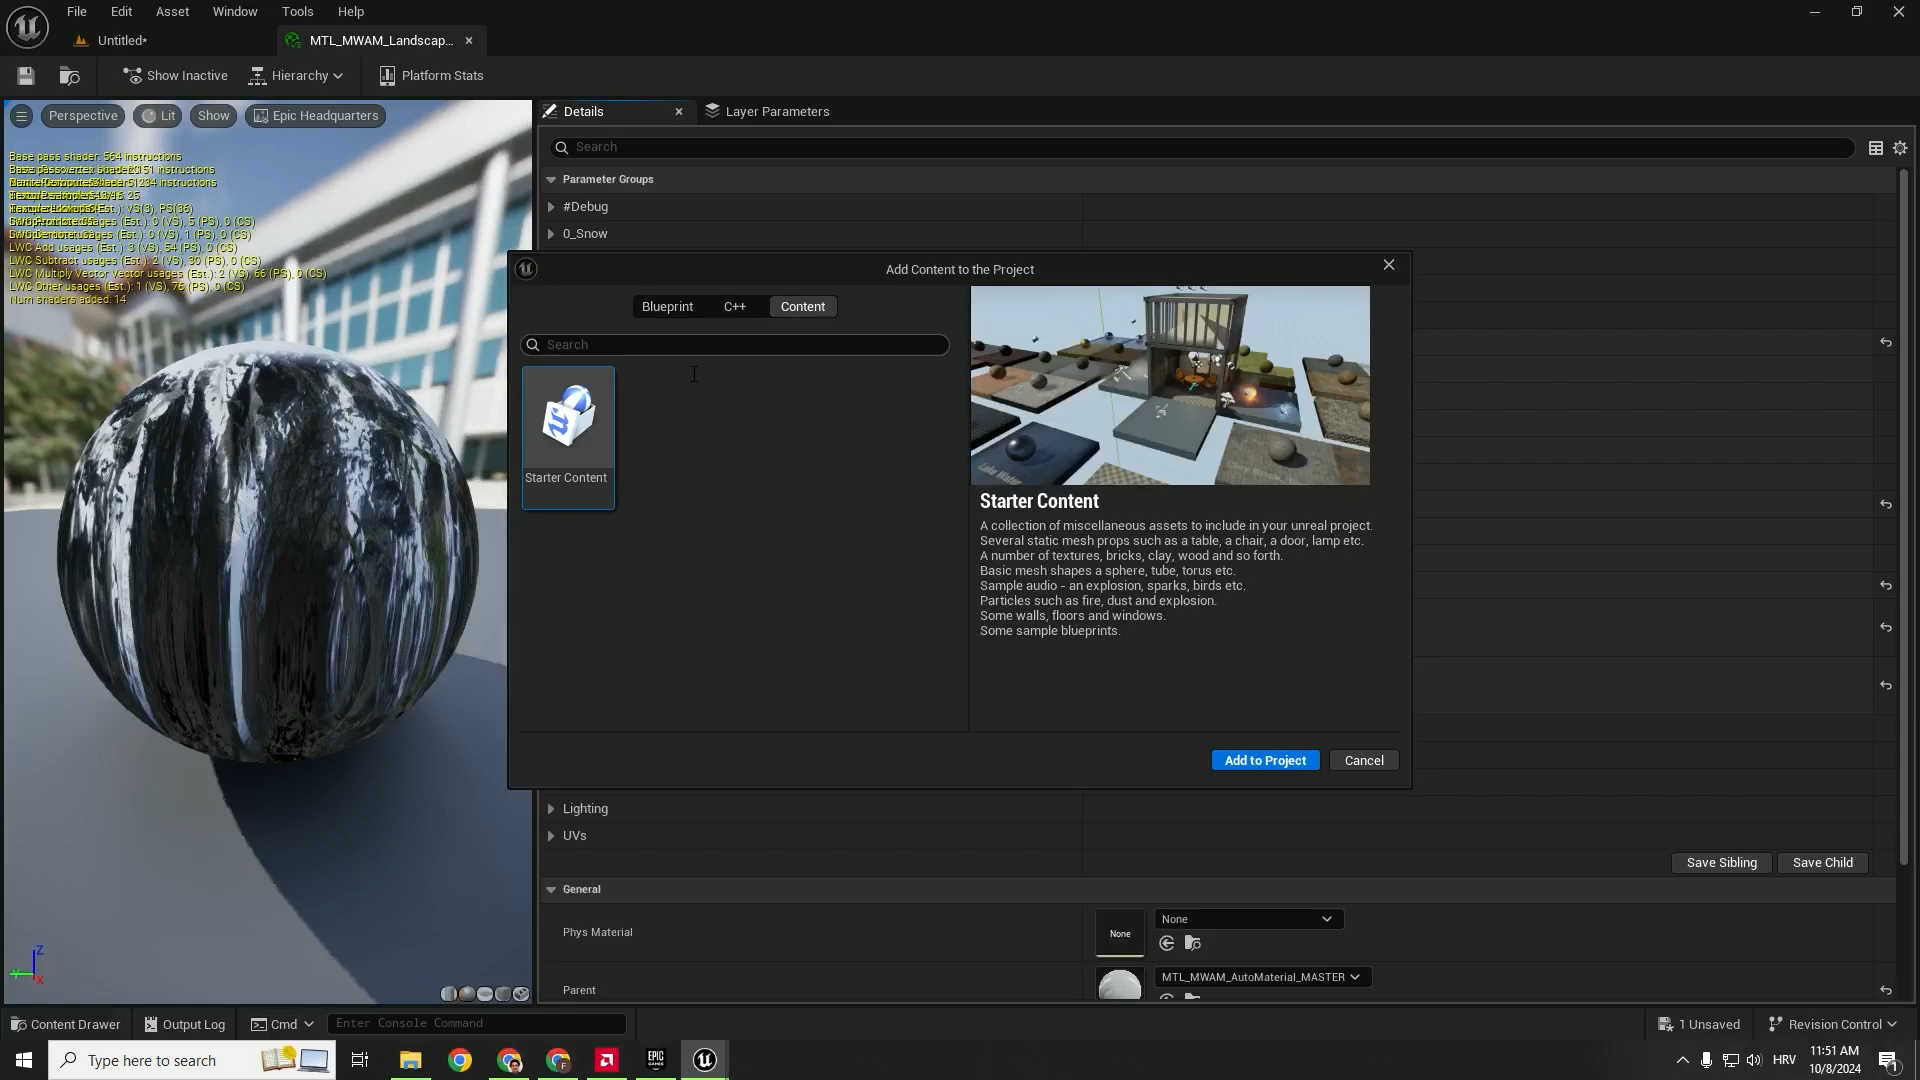 File Edit Asset Window Tools Help
Untitled*
MTL_MWAM_Landscap...
Show Inactive
Hierarchy
Platform Stats
Perspective
Lit
Show
Epic Headquarters
Base pass shader: 564 instructions
LWC Add usages (Est.): 3 (VS), 54 (PS), 0 (CS)
LWC Subtract usages (Est.): 2 (VS), 30 (PS), 0 (CS)
LWC Multiply Vector Vector usages (Est.): 2 (VS), 66 (PS), 0 (CS)
LWC Other usages (Est.): 1 (VS), 76 (PS), 0 (CS)
Num shaders added: 14
Details
Layer Parameters
Search
Parameter Groups
#Debug
0_Snow
Add Content to the Project
Blueprint
C++
Content
Search
Starter Content
Lake Water
Starter Content
A collection of miscellaneous assets to include in your unreal project.
Several static mesh props such as a table, a chair, a door, lamp etc.
A number of textures, bricks, clay, wood and so forth.
Basic mesh shapes a sphere, tube, torus etc.
Sample audio - an explosion, sparks, birds etc.
Particles such as fire, dust and explosion.
Some walls, floors and windows.
Some sample blueprints.
Add to Project
Cancel
Lighting
UVs
Save Sibling
Save Child
General
Phys Material
None
None
Parent
MTL_MWAM_AutoMaterial_MASTER
Z
Y
X
Content Drawer
Output Log
Cmd
Enter Console Command
1 Unsaved
Revision Control
Type here to search
EPIC
GAMES
HRV
11:51 AM
10/8/2024
1